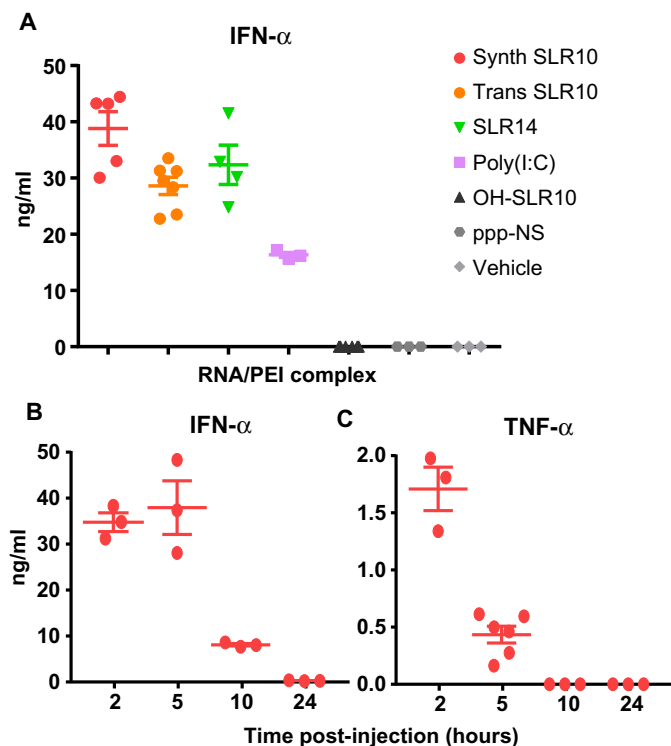 A
IFN-α
ng/ml
50
40
30
20
10
0
RNA/PEI complex
Synth SLR10
Trans SLR10
SLR14
Poly(I:C)
OH-SLR10
ppp-NS
Vehicle
B
IFN-α
ng/ml
50
40
30
20
10
0
2 5 10 24
C
TNF-α
2.0
1.5
1.0
0.5
0.0
2 5 10 24
Time post-injection (hours)